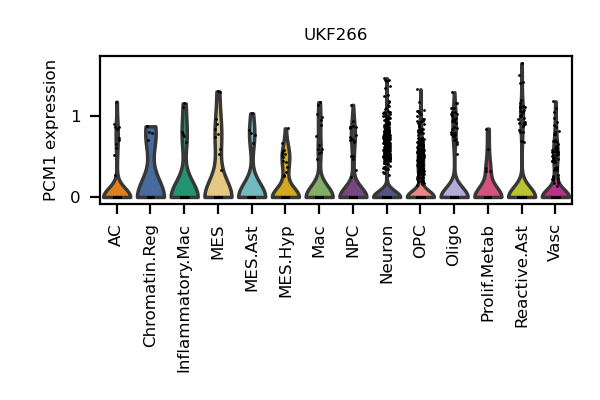 UKF266
PCM1 expression
1
0
AC
Chromatin.Reg
Inflammatory.Mac
MES
MES.Ast
MES.Hyp
Mac
NPC
Neuron
OPC
Oligo
Prolif.Metab
Reactive.Ast
Vasc